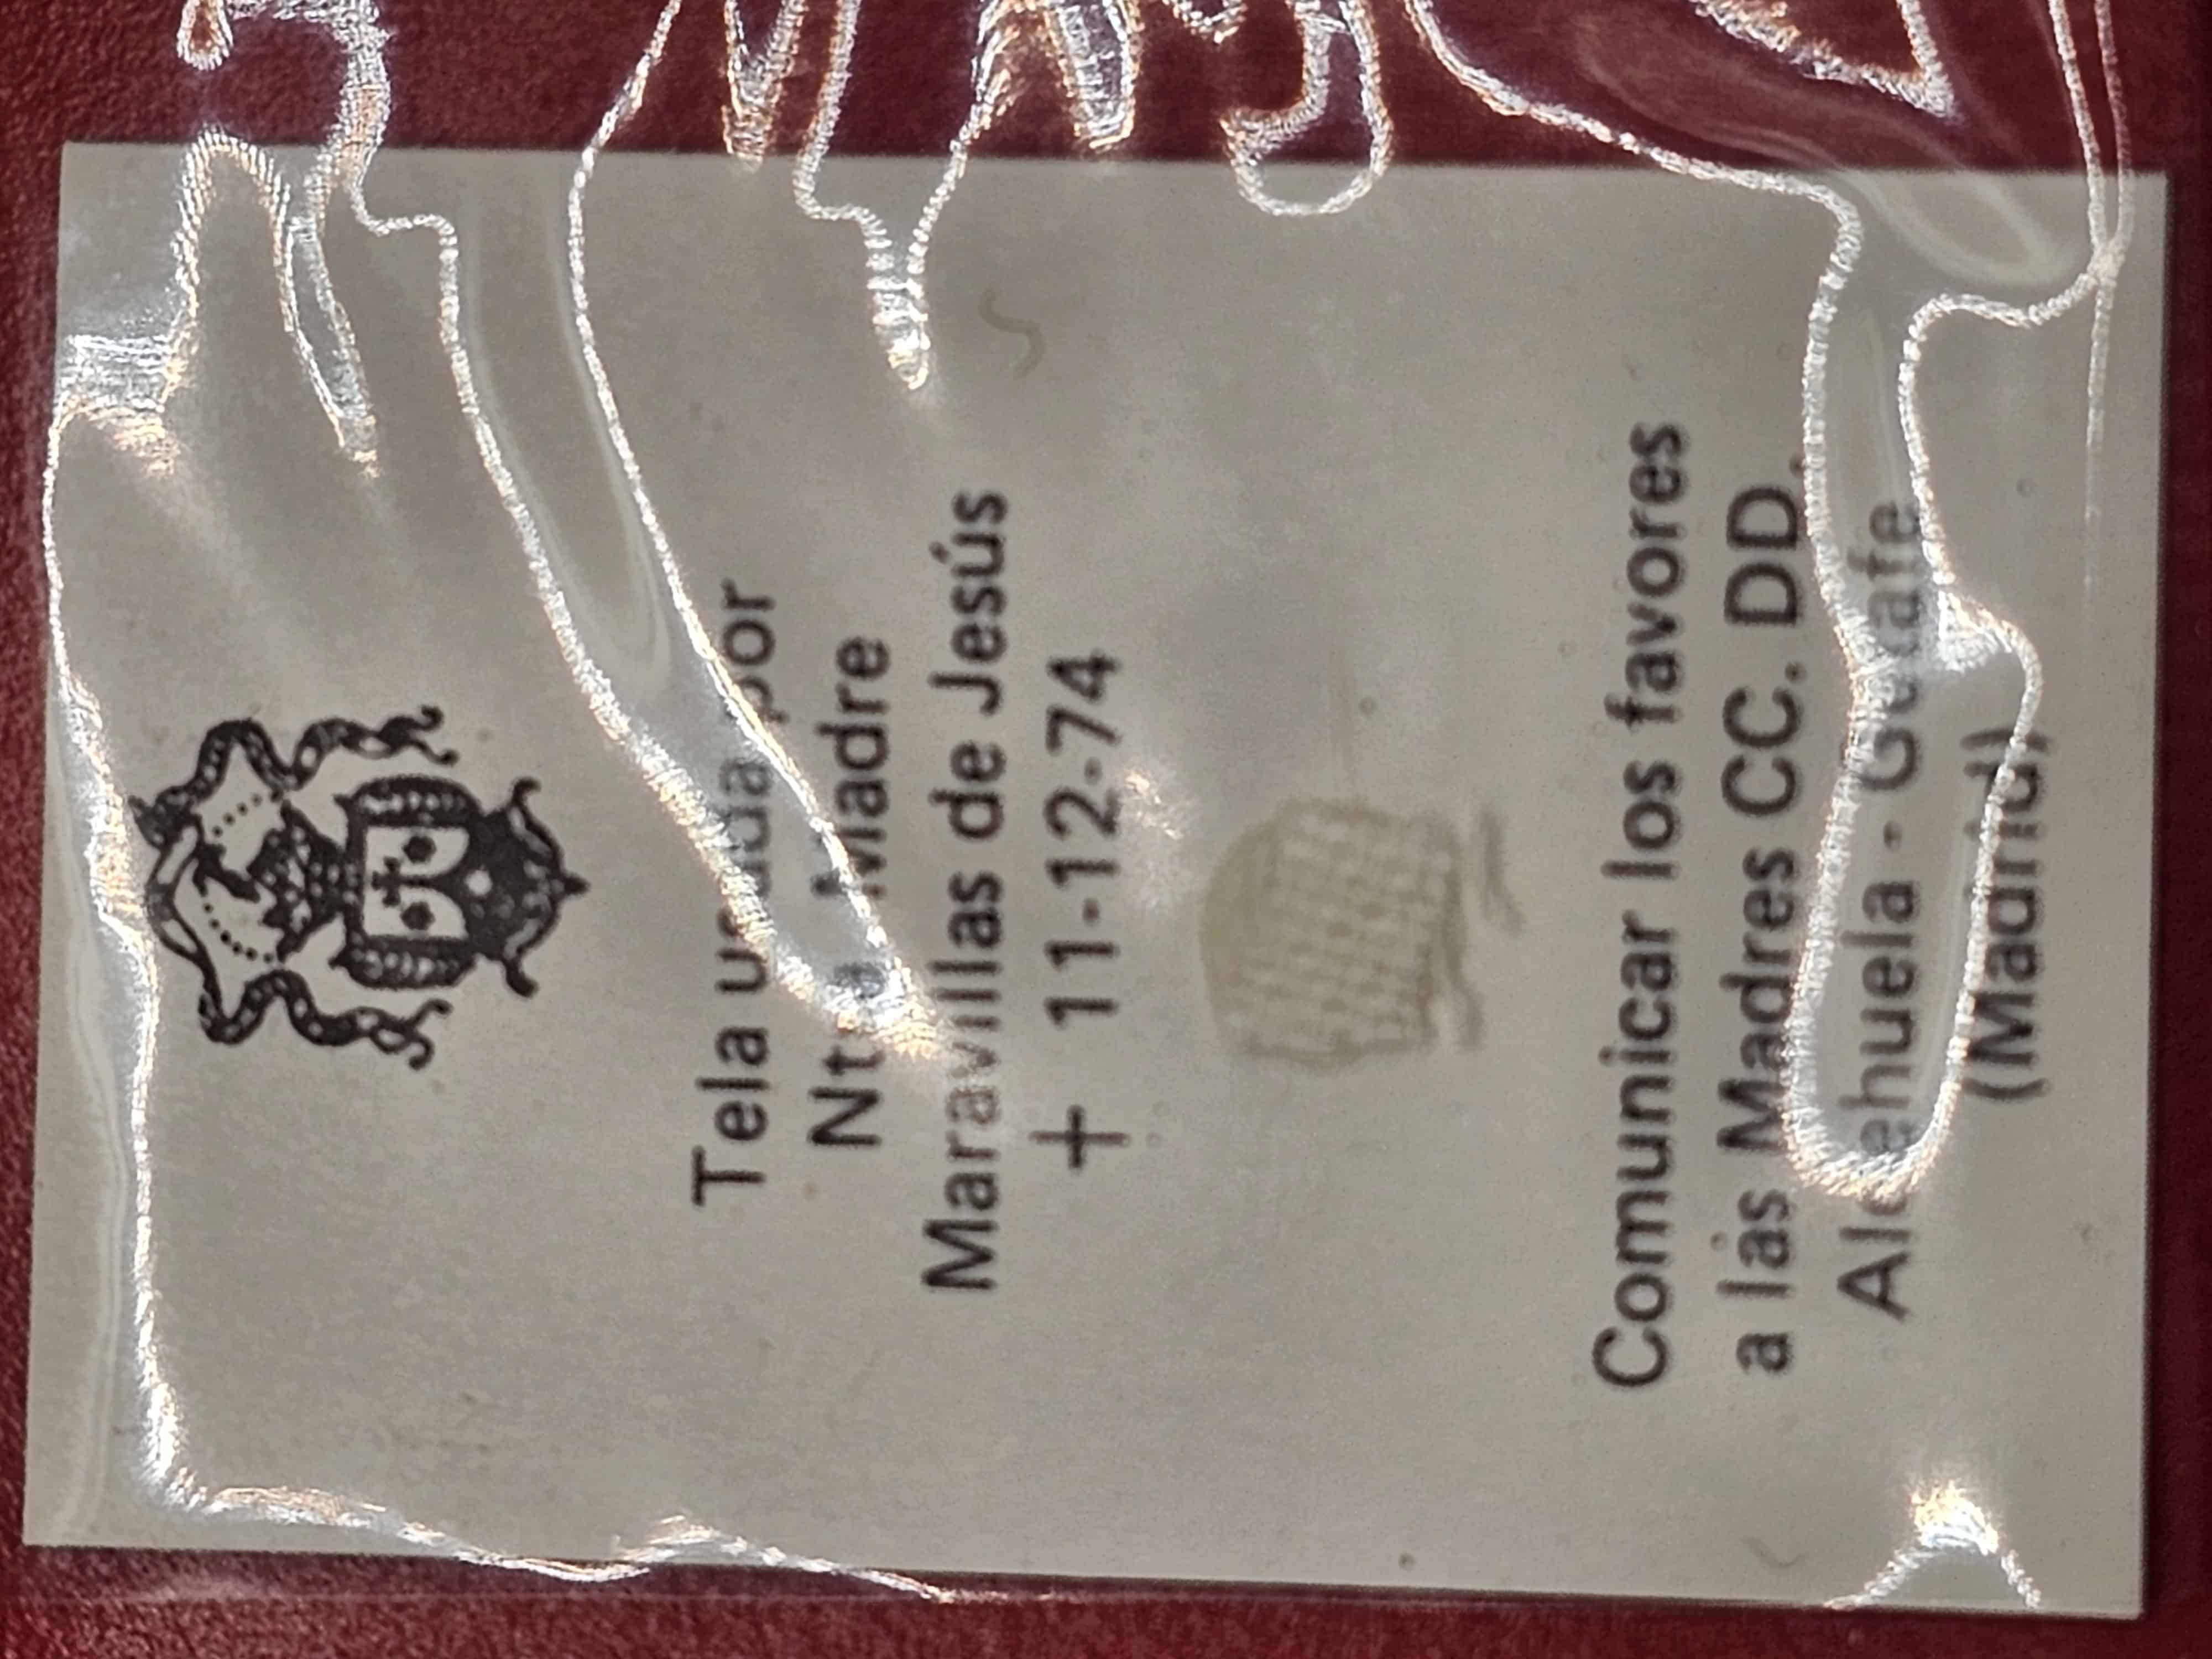 Tela usada por
Ntra. Madre
Maravillas de Jesús
+ 11-12-74
Comunicar los favores
a las Madres CC. DD.
Aldehuela - Getafe
(Madrid)